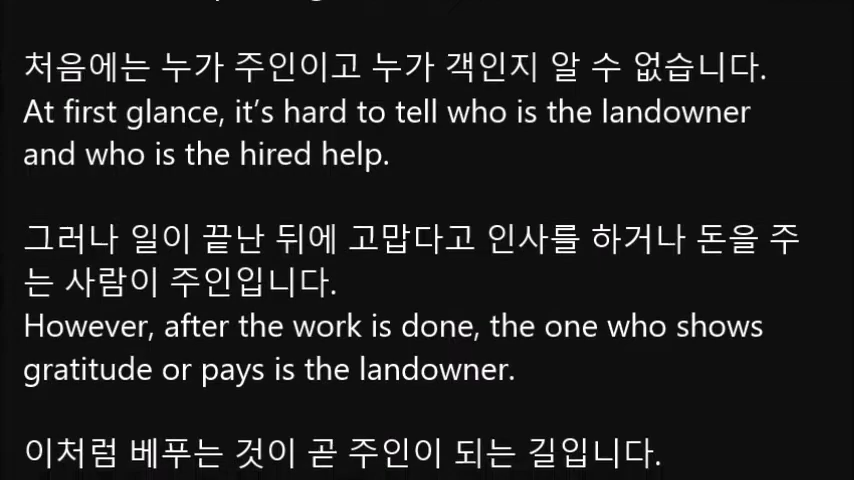 처음에는 누가 주인이고 누가 객인지 알 수 없습니다.
At first glance, it’s hard to tell who is the landowner
and who is the hired help.
그러나 일이 끝난 뒤에 고맙다고 인사를 하거나 돈을 주
는 사람이 주인입니다.
However, after the work is done, the one who shows
gratitude or pays is the landowner.
이처럼 베푸는 것이 곧 주인이 되는 길입니다.